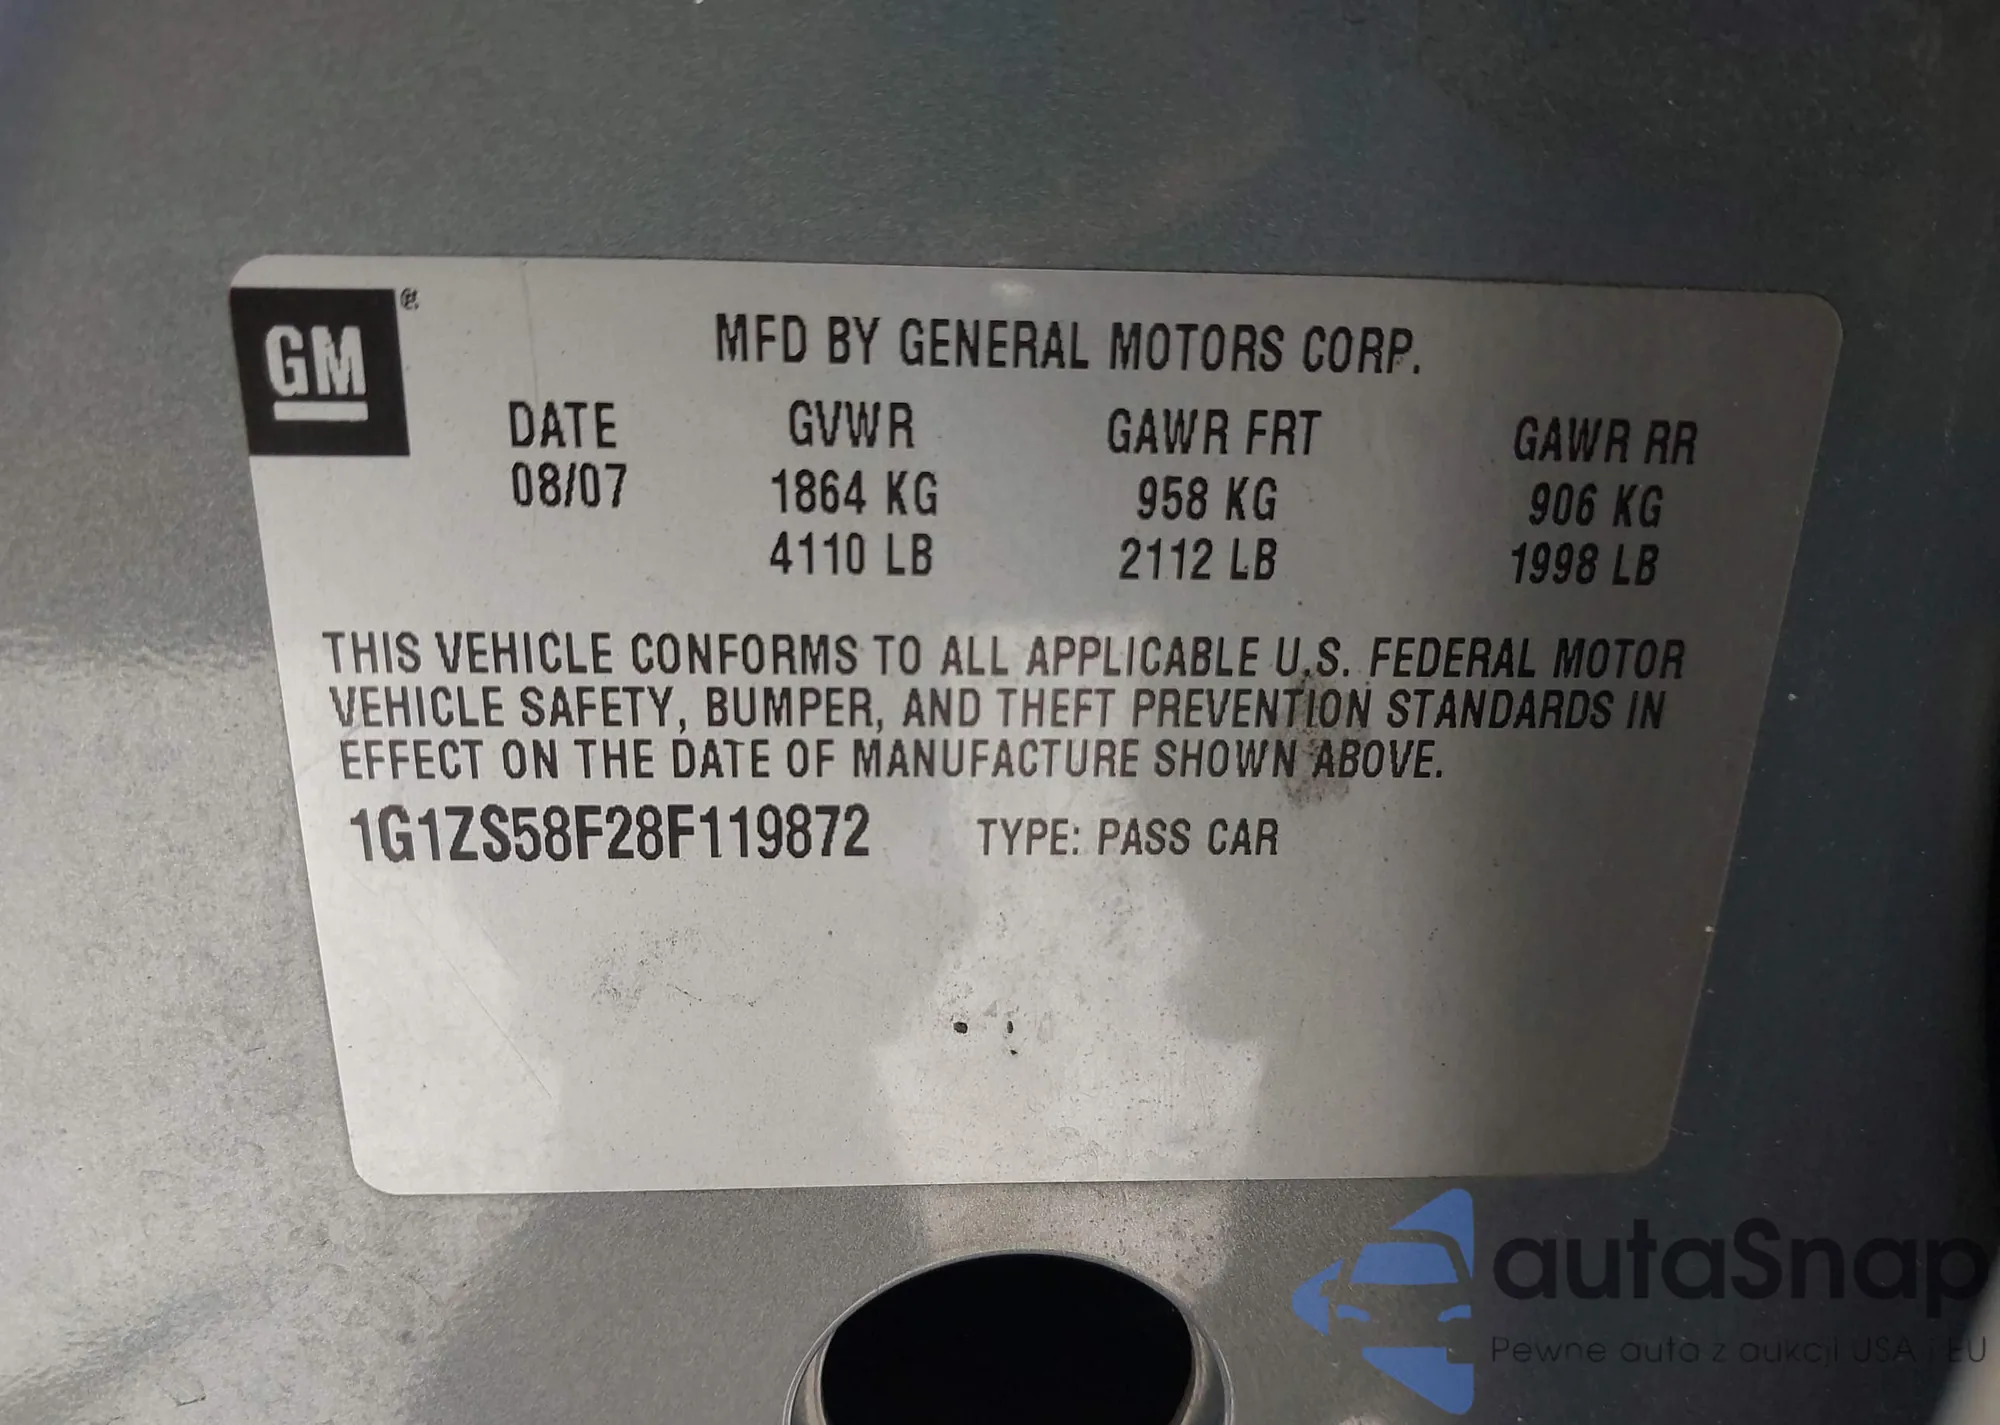 GM®
MFD BY GENERAL MOTORS CORP.
DATE GVWR GAWR FRT GAWR RR
08/07 1864 KG 958 KG 906 KG
4110 LB 2112 LB 1998 LB
THIS VEHICLE CONFORMS TO ALL APPLICABLE U.S. FEDERAL MOTOR
VEHICLE SAFETY, BUMPER, AND THEFT PREVENTION STANDARDS IN
EFFECT ON THE DATE OF MANUFACTURE SHOWN ABOVE.
1G1ZS58F28F119872 TYPE: PASS CAR
autaSnap
Pewne auta z aukcji USA i EU